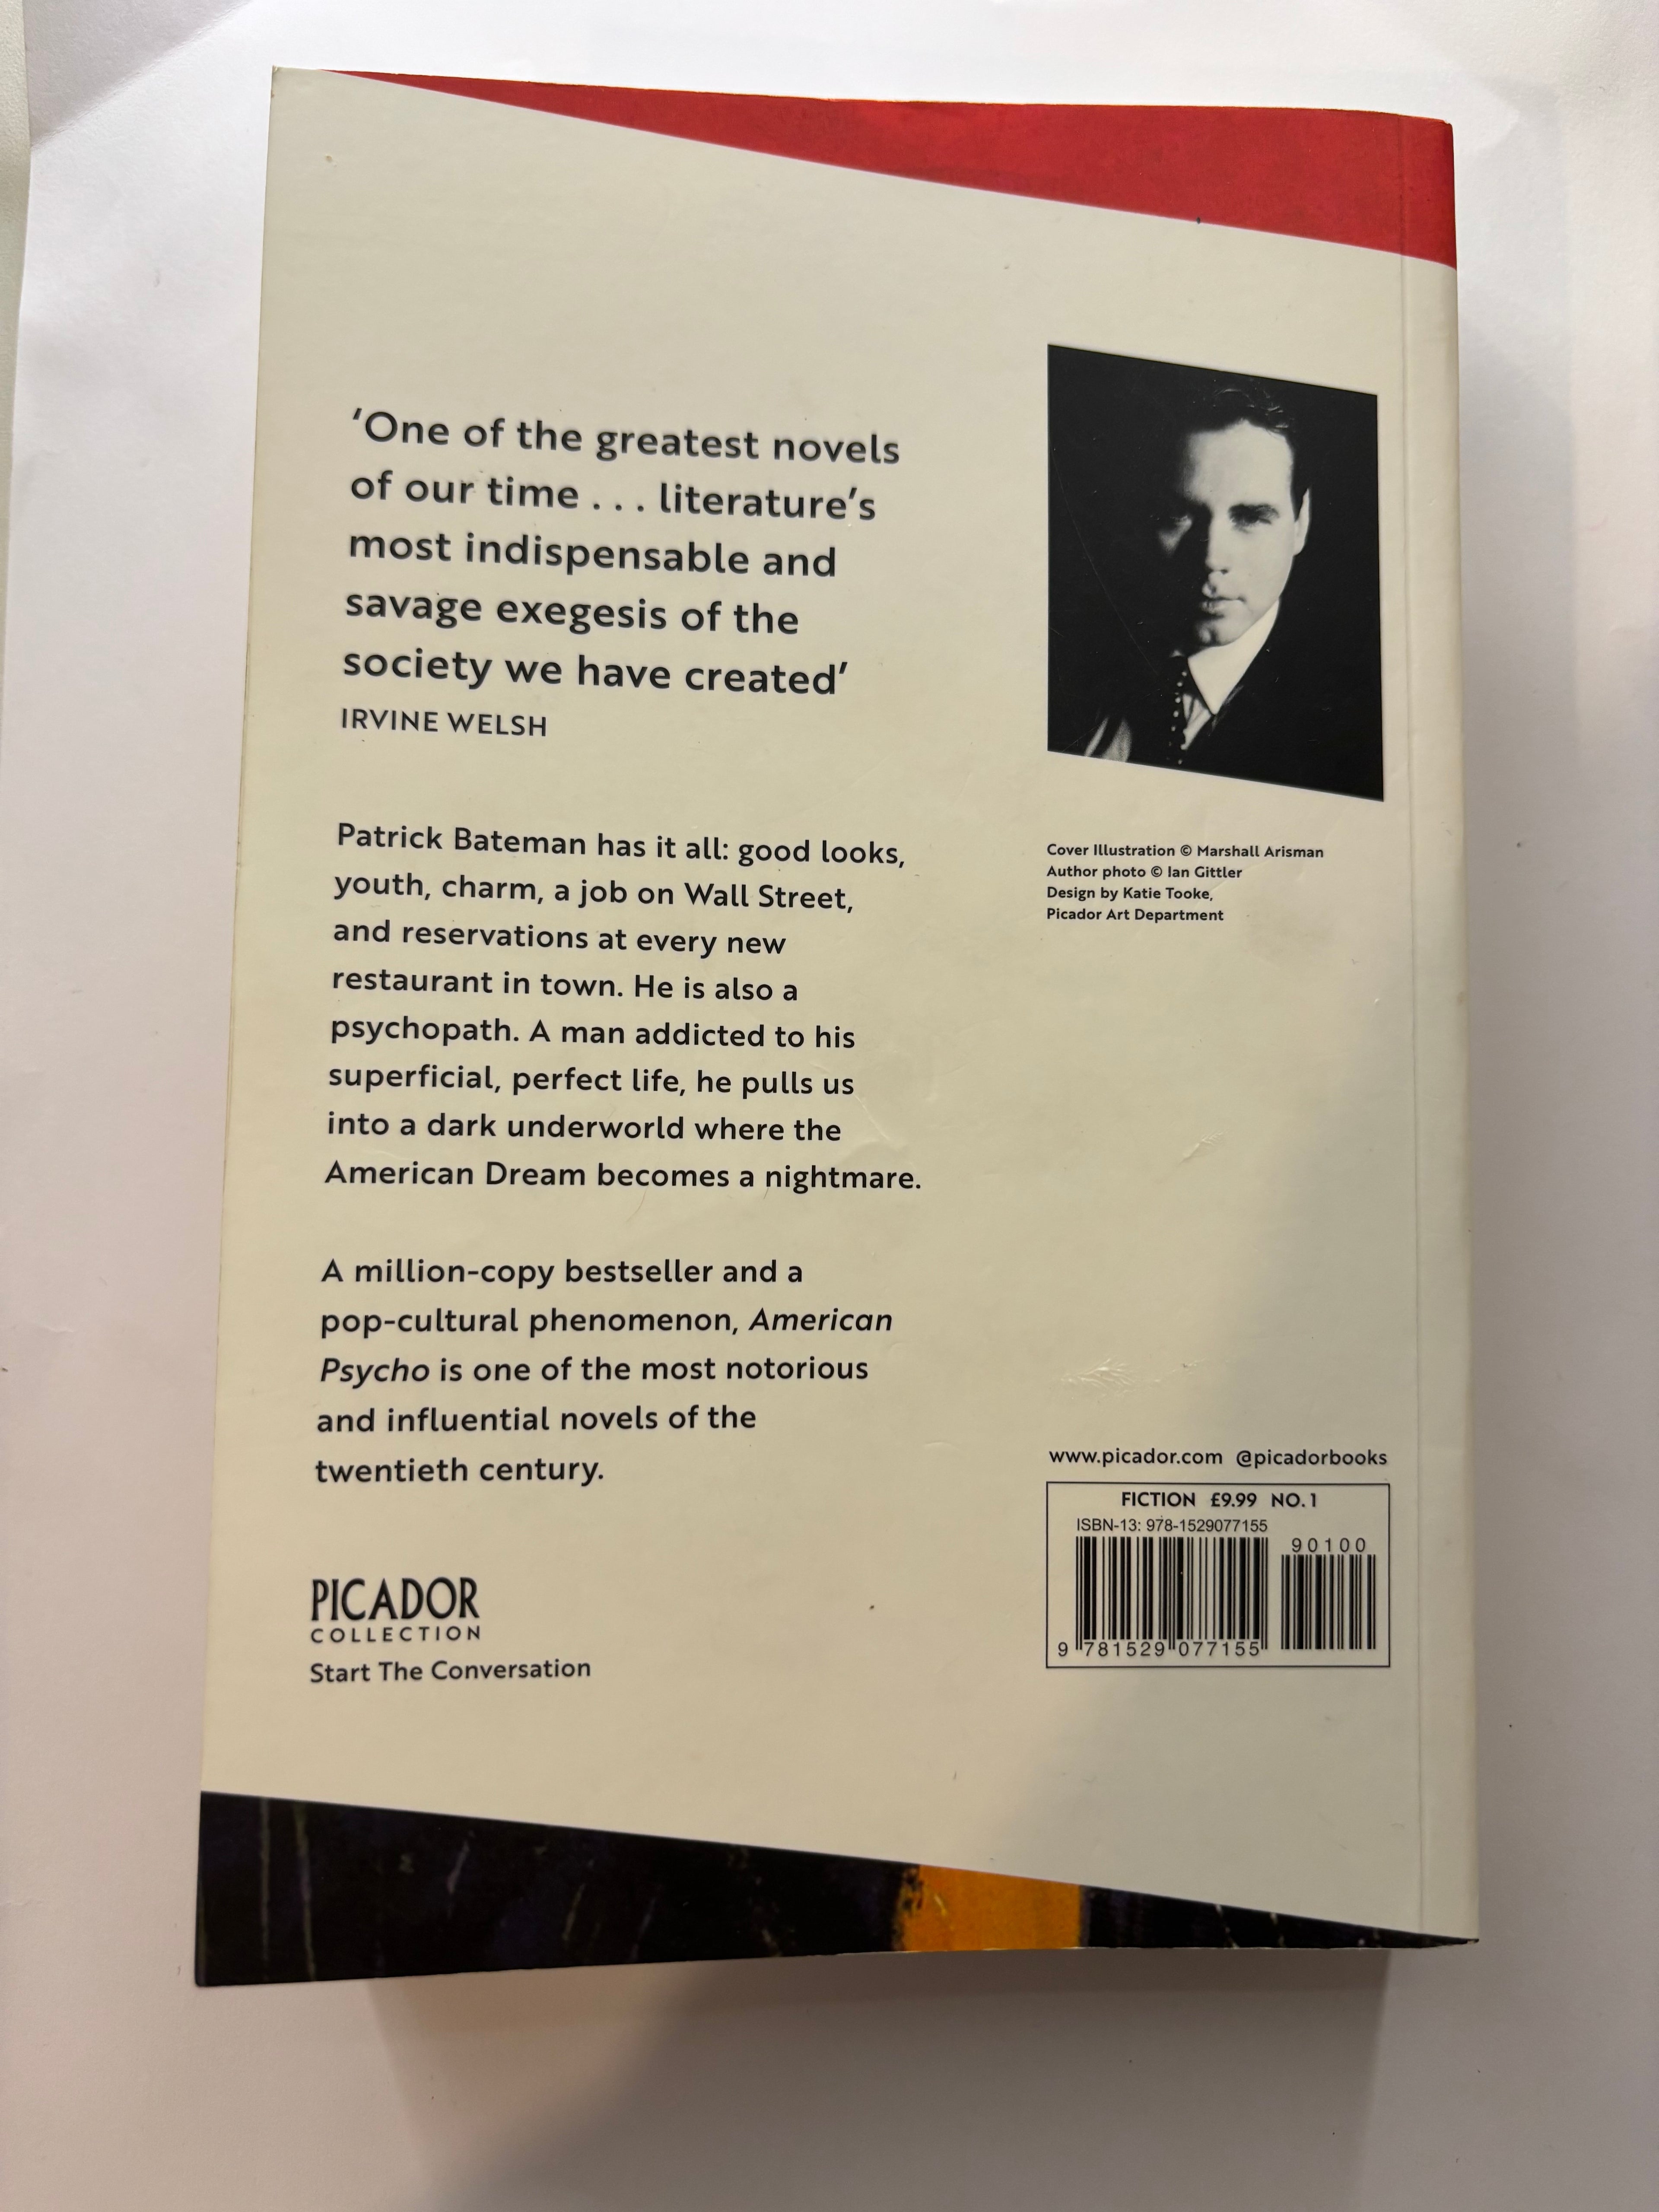 ‘One of the greatest novels
of our time . . . literature’s
most indispensable and
savage exegesis of the
society we have created’
IRVINE WELSH
Patrick Bateman has it all: good looks,
youth, charm, a job on Wall Street,
and reservations at every new
restaurant in town. He is also a
psychopath. A man addicted to his
superficial, perfect life, he pulls us
into a dark underworld where the
American Dream becomes a nightmare.
A million-copy bestseller and a
pop-cultural phenomenon, American
Psycho is one of the most notorious
and influential novels of the
twentieth century.
PICADOR
COLLECTION
Start The Conversation
Cover Illustration © Marshall Arisman
Author photo © Ian Gittler
Design by Katie Tooke,
Picador Art Department
www.picador.com @picadorbooks
FICTION £9.99 NO. 1
ISBN-13: 978-1529077155
90100
9 781529 077155